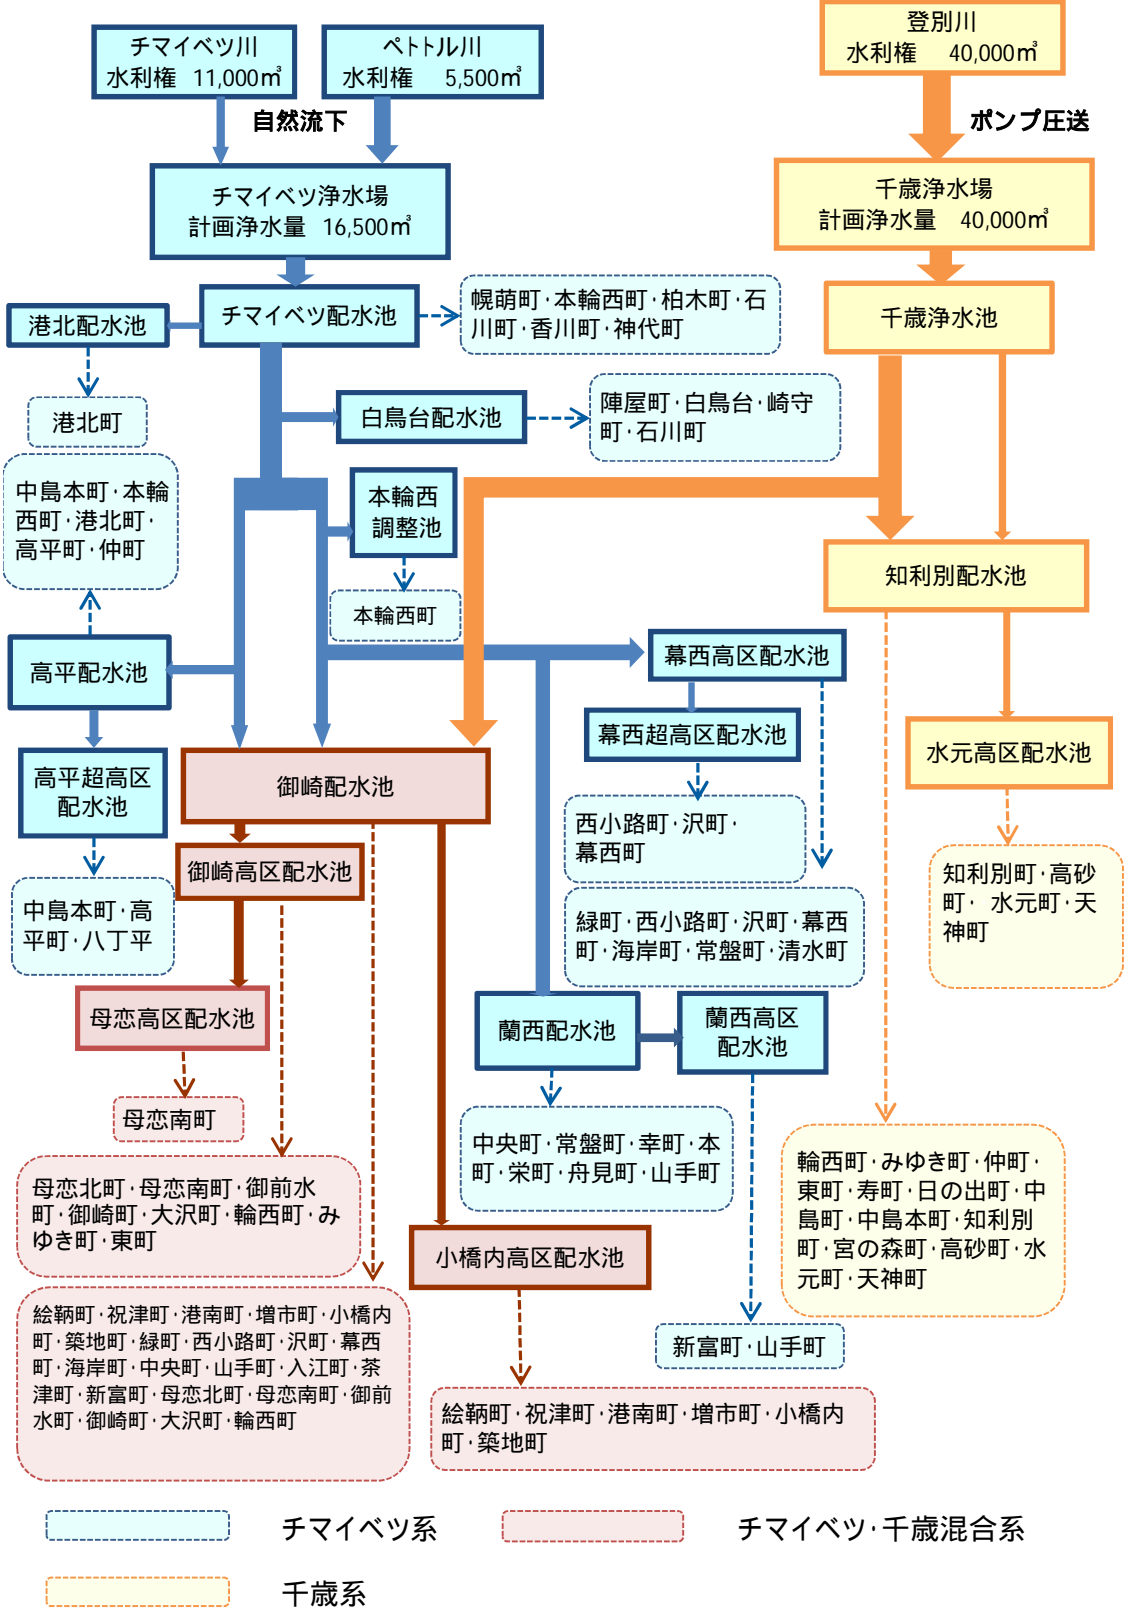 チマイベツ川
水利権 11,000㎥
ペトトル川
水利権 5,500㎥
登別川
水利権 40,000㎥
自然流下
ポンプ圧送
チマイベツ浄水場
計画浄水量 16,500㎥
千歳浄水場
計画浄水量 40,000㎥
港北配水池
チマイベツ配水池
幌萌町・本輪西町・柏木町・石
川町・香川町・神代町
千歳浄水池
港北町
白鳥台配水池
陣屋町・白鳥台・崎守
町・石川町
中島本町・本輪
西町・港北町・
高平町・仲町
本輪西
調整池
本輪西町
知利別配水池
高平配水池
幕西高区配水池
幕西超高区配水池
水元高区配水池
高平超高区
配水池
御崎配水池
西小路町・沢町・
幕西町
御崎高区配水池
知利別町・高砂
町・ 水元町・天
神町
中島本町・高
平町・八丁平
緑町・西小路町・沢町・幕西
町・海岸町・常盤町・清水町
母恋高区配水池
蘭西配水池
蘭西高区
配水池
母恋南町
中央町・常盤町・幸町・本
町・栄町・舟見町・山手町
輪西町・みゆき町・仲町・
東町・寿町・日の出町・中
島町・中島本町・知利別
町・宮の森町・高砂町・水
元町・天神町
母恋北町・母恋南町・御前水
町・御崎町・大沢町・輪西町・み
ゆき町・東町
小橋内高区配水池
絵鞆町・祝津町・港南町・増市町・小橋内
町・築地町・緑町・西小路町・沢町・幕西
町・海岸町・中央町・山手町・入江町・茶
津町・新富町・母恋北町・母恋南町・御前
水町・御崎町・大沢町・輪西町
新富町・山手町
絵鞆町・祝津町・港南町・増市町・小橋内
町・築地町
チマイベツ系
チマイベツ・千歳混合系
千歳系